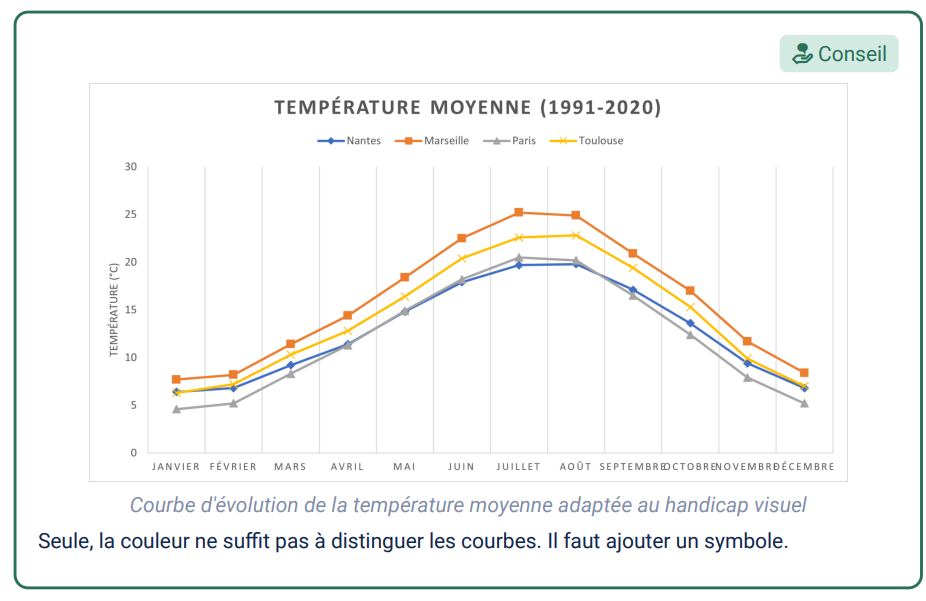 Conseil
TEMPÉRATURE MOYENNE (1991-2020)
Nantes Marseille Paris Toulouse
30
25
20
15
10
5
0
TEMPÉRATURE (°C)
JANVIER FÉVRIER MARS AVRIL MAI JUIN JUILLET AOÛT SEPTEMBRE OCTOBRE NOVEMBRE DÉCEMBRE
Courbe d'évolution de la température moyenne adaptée au handicap visuel
Seule, la couleur ne suffit pas à distinguer les courbes. Il faut ajouter un symbole.